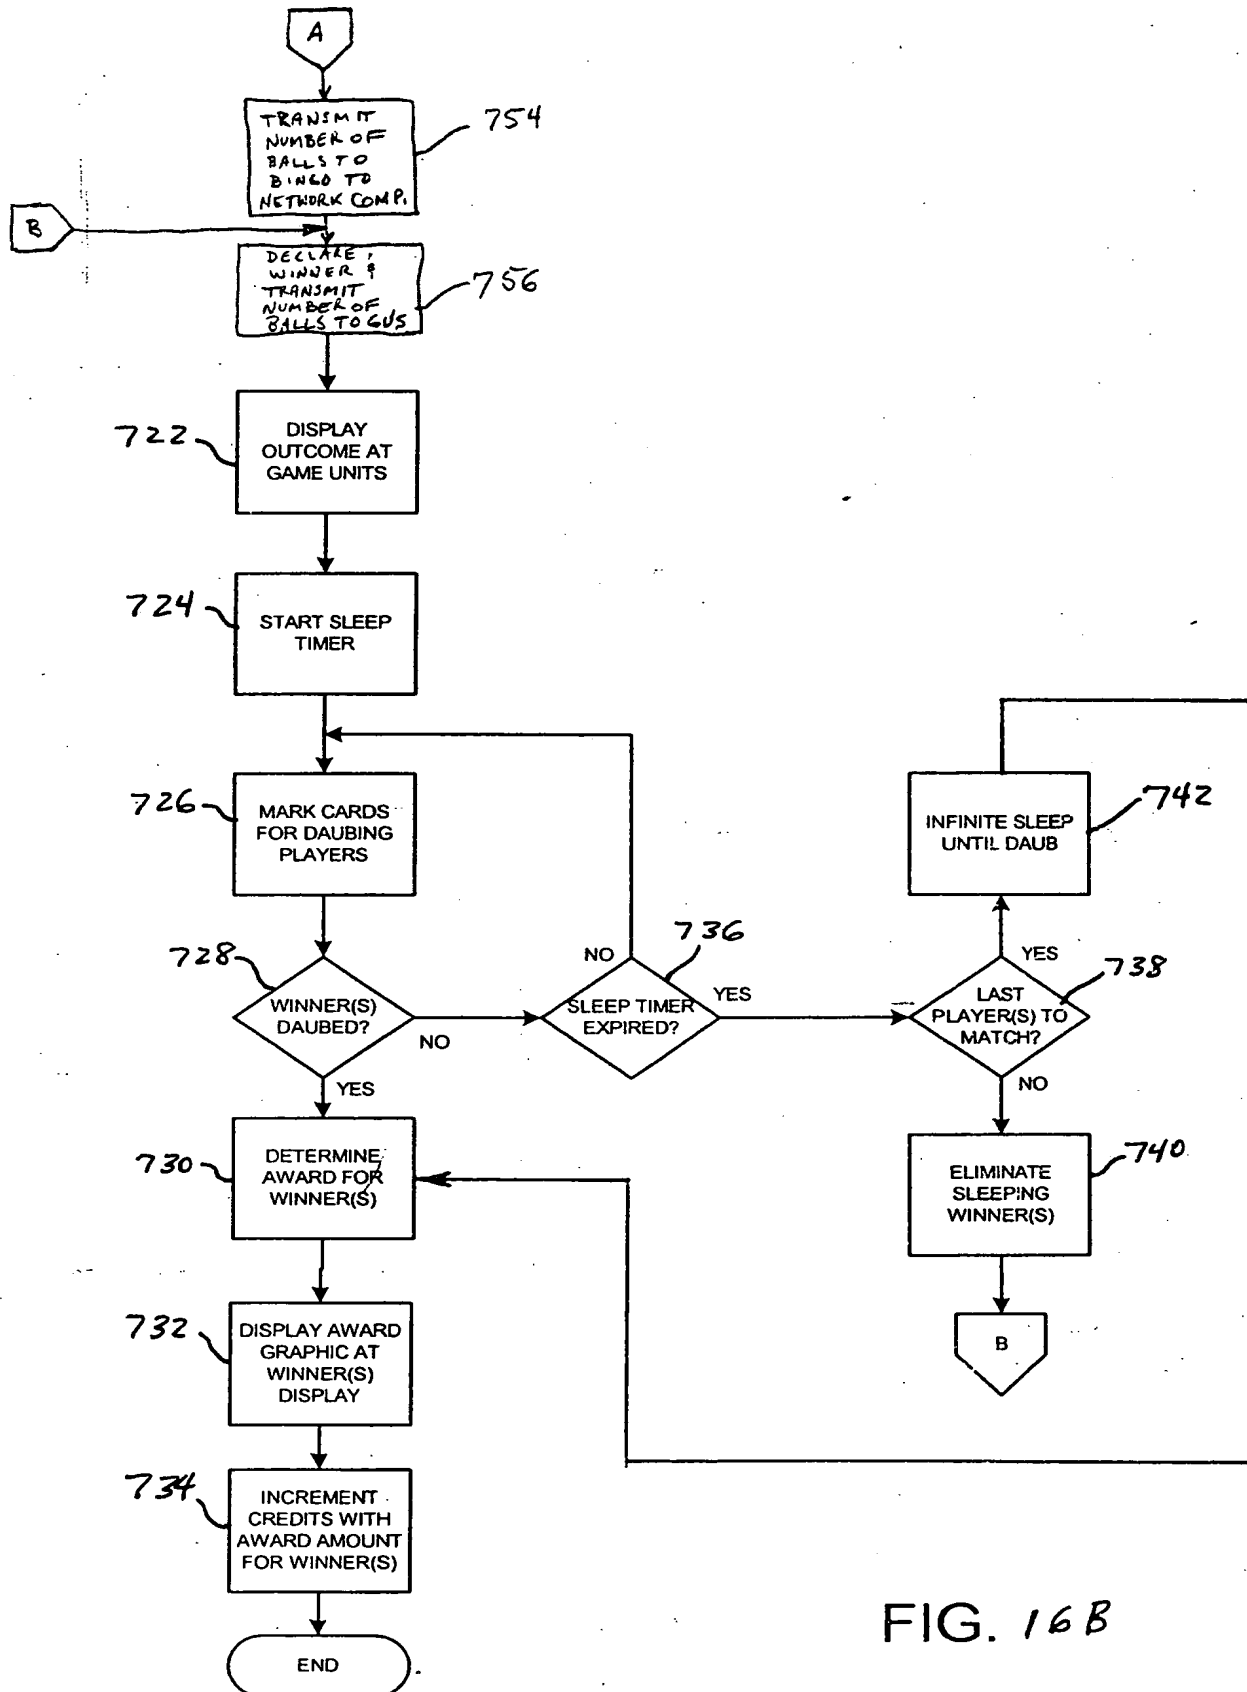 A
TRANSMIT
NUMBER OF
BALLS TO
BINGO TO
NETWORK COMP.
754
B
DECLARE
WINNER &
TRANSMIT
NUMBER OF
BALLS TO GUS
756
722
DISPLAY
OUTCOME AT
GAME UNITS
724
START SLEEP
TIMER
726
MARK CARDS
FOR DAUBING
PLAYERS
742
INFINITE SLEEP
UNTIL DAUB
728
WINNER(S)
DAUBED?
NO
YES
736
NO
SLEEP TIMER
EXPIRED?
YES
YES
738
LAST
PLAYER(S) TO
MATCH?
NO
730
DETERMINE
AWARD FOR
WINNER(S)
740
ELIMINATE
SLEEPING
WINNER(S)
732
DISPLAY AWARD
GRAPHIC AT
WINNER(S)
DISPLAY
B
734
INCREMENT
CREDITS WITH
AWARD AMOUNT
FOR WINNER(S)
END
FIG. 16B